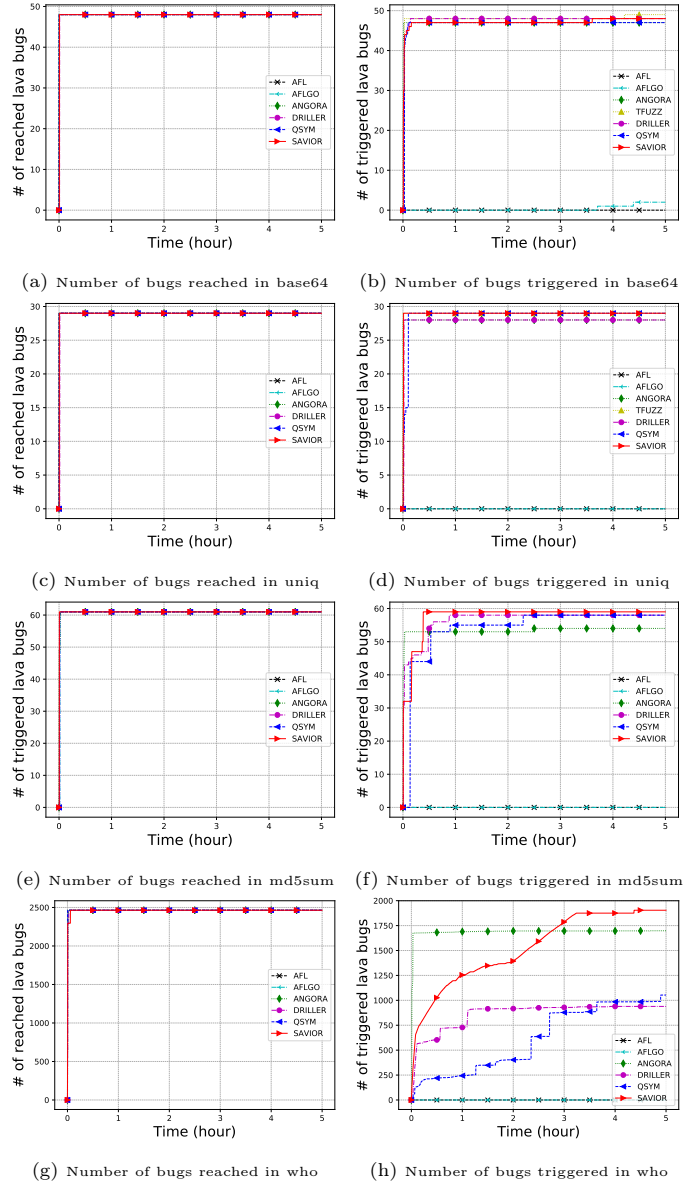 # of reached lava bugs
50
40
30
20
10
0
AFL
AFLGO
ANGORA
DRILLER
QSYM
SAVIOR
0 1 2 3 4 5
Time (hour)
(a) Number of bugs reached in base64
# of triggered lava bugs
50
40
30
20
10
0
AFL
AFLGO
ANGORA
TFUZZ
DRILLER
QSYM
SAVIOR
0 1 2 3 4 5
Time (hour)
(b) Number of bugs triggered in base64
# of reached lava bugs
30
25
20
15
10
5
0
AFL
AFLGO
ANGORA
DRILLER
QSYM
SAVIOR
0 1 2 3 4 5
Time (hour)
(c) Number of bugs reached in uniq
# of triggered lava bugs
30
25
20
15
10
5
0
AFL
AFLGO
ANGORA
TFUZZ
DRILLER
QSYM
SAVIOR
0 1 2 3 4 5
Time (hour)
(d) Number of bugs triggered in uniq
# of triggered lava bugs
60
50
40
30
20
10
0
AFL
AFLGO
ANGORA
DRILLER
QSYM
SAVIOR
0 1 2 3 4 5
Time (hour)
(e) Number of bugs reached in md5sum
# of triggered lava bugs
60
50
40
30
20
10
0
AFL
AFLGO
ANGORA
DRILLER
QSYM
SAVIOR
0 1 2 3 4 5
Time (hour)
(f) Number of bugs triggered in md5sum
# of reached lava bugs
2500
2000
1500
1000
500
0
AFL
AFLGO
ANGORA
DRILLER
QSYM
SAVIOR
0 1 2 3 4 5
Time (hour)
(g) Number of bugs reached in who
# of triggered lava bugs
2000
1750
1500
1250
1000
750
500
250
0
AFL
AFLGO
ANGORA
DRILLER
QSYM
SAVIOR
0 1 2 3 4 5
Time (hour)
(h) Number of bugs triggered in who